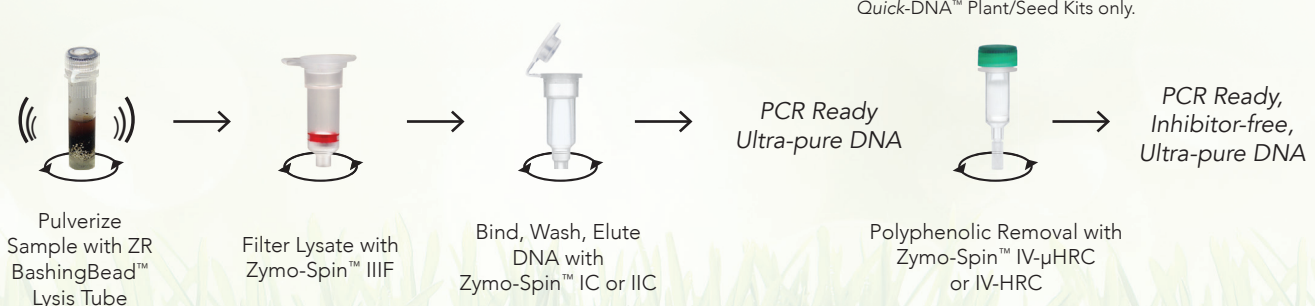 Quick-DNA™ Plant/Seed Kits only.
PCR Ready
Ultra-pure DNA
PCR Ready,
Inhibitor-free,
Ultra-pure DNA
Pulverize
Sample with ZR
BashingBead™
Lysis Tube
Filter Lysate with
Zymo-Spin™ IIIF
Bind, Wash, Elute
DNA with
Zymo-Spin™ IC or IIC
Polyphenolic Removal with
Zymo-Spin™ IV-µHRC
or IV-HRC